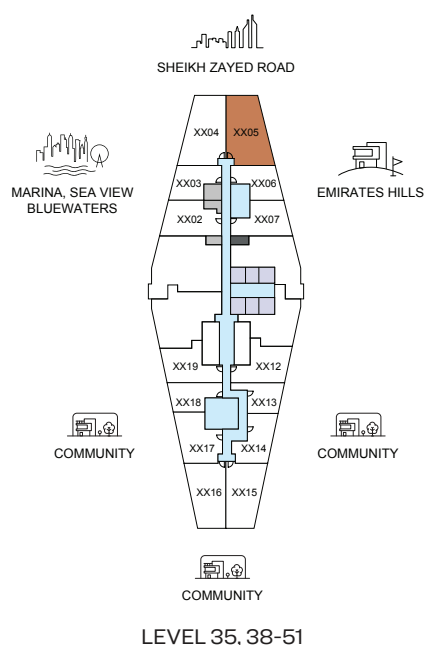 SHEIKH ZAYED ROAD
XX04 XX05
MARINA, SEA VIEW
BLUEWATERS
EMIRATES HILLS
XX03 XX06
XX02 XX07
XX19 XX12
XX18 XX13
XX17 XX14
COMMUNITY
COMMUNITY
XX16 XX15
COMMUNITY
LEVEL 35, 38-51